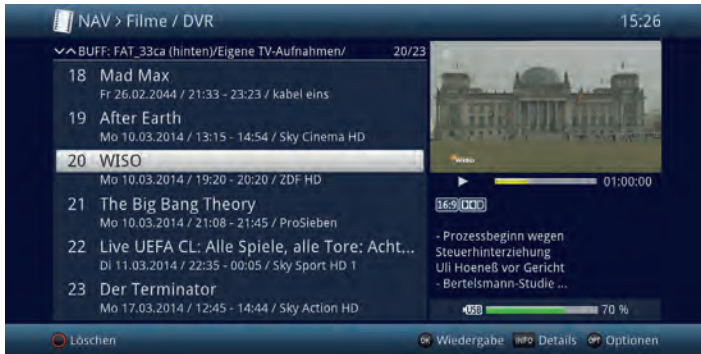 NAV > Filme / DVR 15:26
BUFF: FAT_33ca (hinten)/Eigene TV-Aufnahmen/ 20/23
18 Mad Max
Fr 26.02.2044 / 21:33 - 23:23 / kabel eins
19 After Earth
Mo 10.03.2014 / 13:15 - 14:54 / Sky Cinema HD
20 WISO
Mo 10.03.2014 / 19:20 - 20:20 / ZDF HD
21 The Big Bang Theory
Mo 10.03.2014 / 21:08 - 21:45 / ProSieben
22 Live UEFA CL: Alle Spiele, alle Tore: Acht...
Di 11.03.2014 / 22:35 - 00:05 / Sky Sport HD 1
23 Der Terminator
Mo 17.03.2014 / 12:45 - 14:44 / Sky Action HD
WISO
01:00:00
16:9
- Prozessbeginn wegen
Steuerhinterziehung
Uli Hoeneß vor Gericht
- Bertelsmann-Studie ...
USB 70 %
Löschen OK Wiedergabe INFO Details OPT Optionen